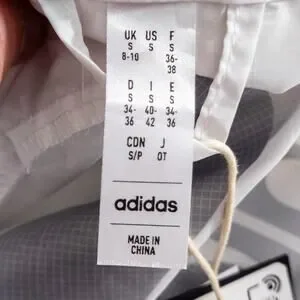 UK US F
S S S
8-10 36-
38
D I E
S S S
34- 40- 34-
36 42 36
CDN J
S/P OT
adidas
MADE IN
CHINA